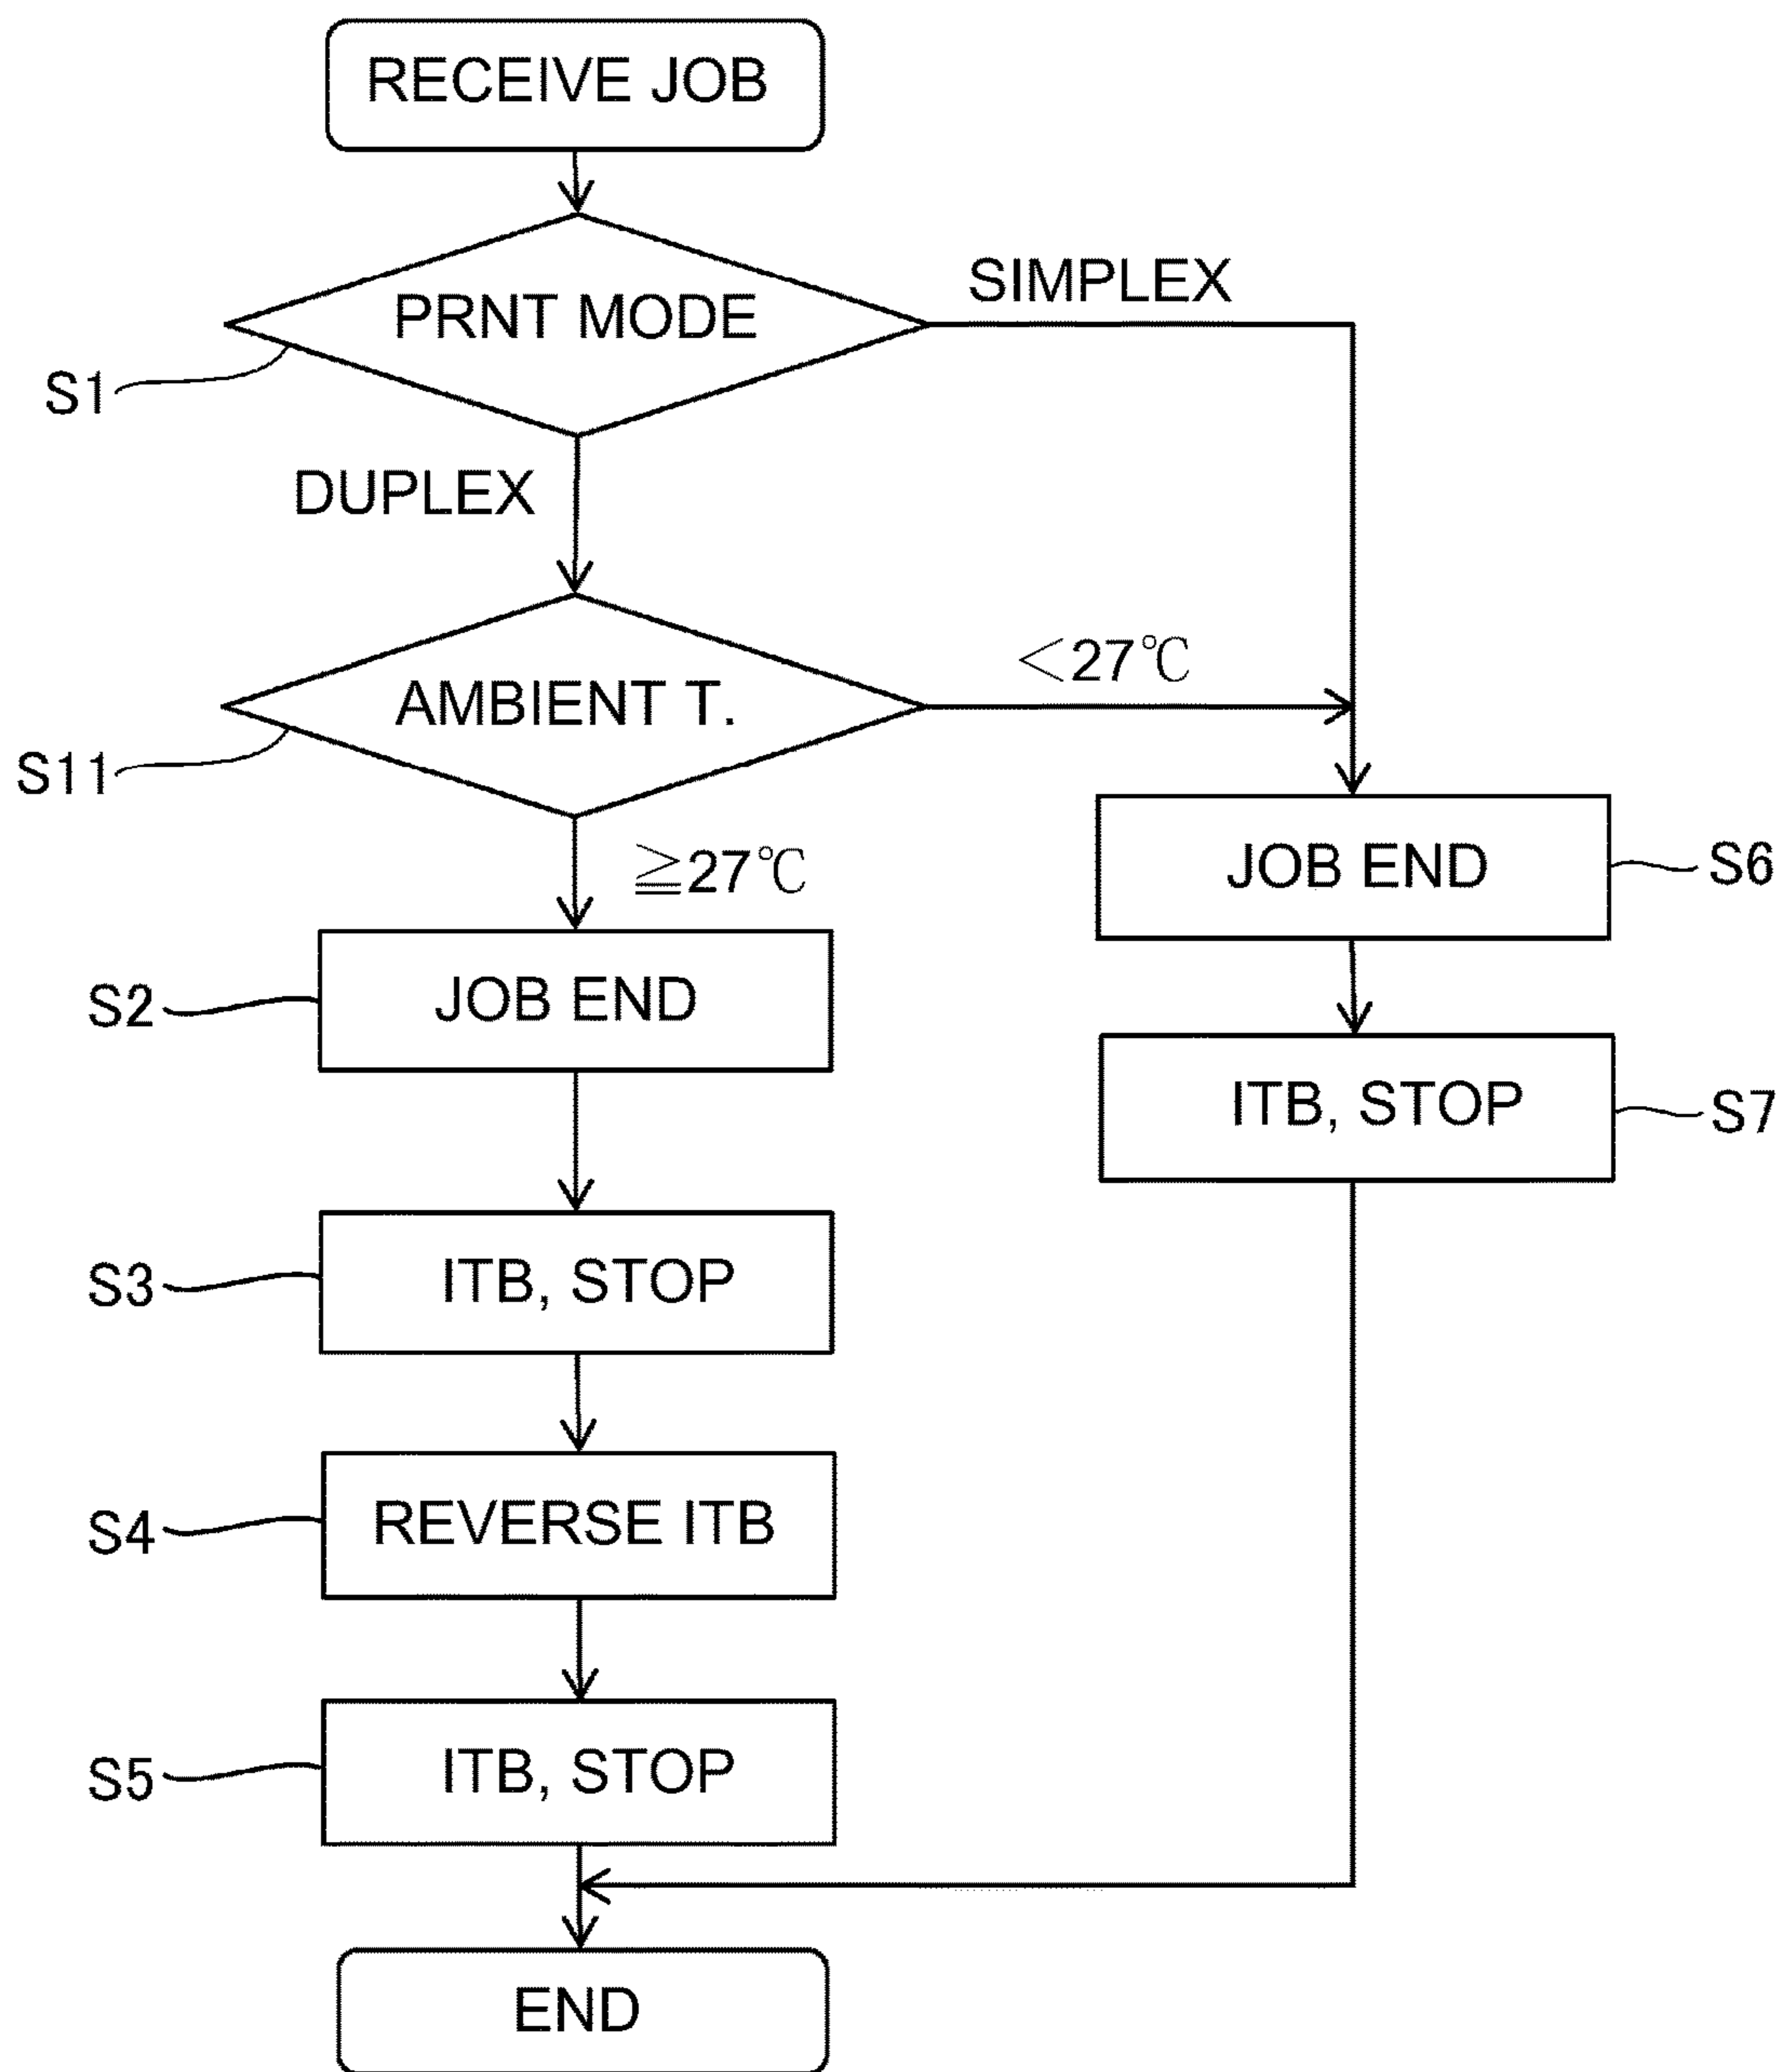 RECEIVE JOB
PRNT MODE
SIMPLEX
S1
DUPLEX
<27℃
AMBIENT T.
S11
≧27℃
JOB END
S6
JOB END
S2
ITB, STOP
S7
ITB, STOP
S3
REVERSE ITB
S4
ITB, STOP
S5
END